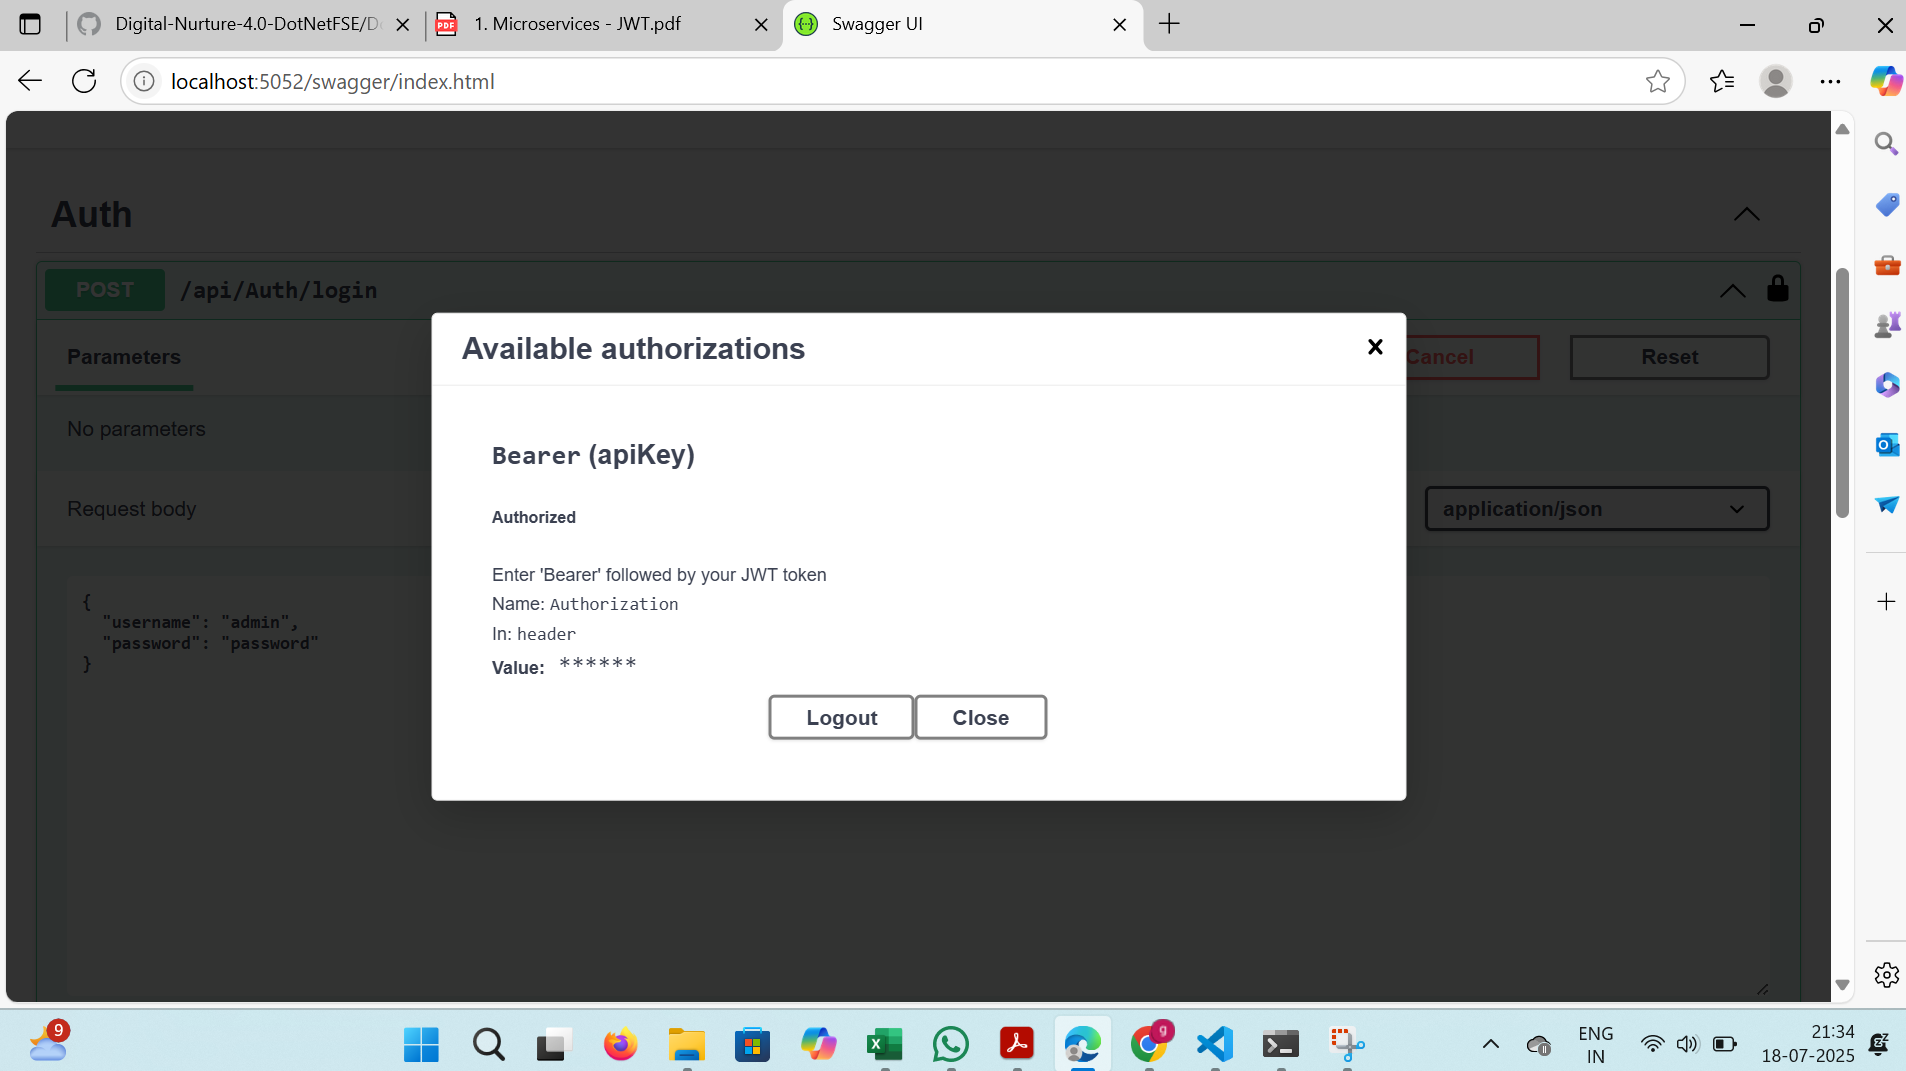 Digital-Nurture-4.0-DotNetFSE/D
PDF
1. Microservices - JWT.pdf
{··}
Swagger UI
localhost:5052/swagger/index.html
Auth
POST
/api/Auth/login
Available authorizations
Parameters
Cancel
Reset
No parameters
Bearer (apiKey)
Authorized
Request body
application/json
Enter 'Bearer' followed by your JWT token
Name: Authorization
In: header
Value: ******
{
"username": "admin",
"password": "password"
}
Logout
Close
9
g
ENG
IN
21:34
18-07-2025